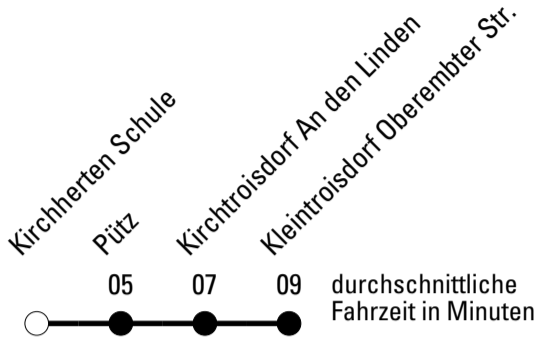 Kirchherten Schule
Pütz
Kirchtroisdorf An den Linden
Kleintroisdorf Oberembter Str.
05 07 09 durchschnittliche
Fahrzeit in Minuten